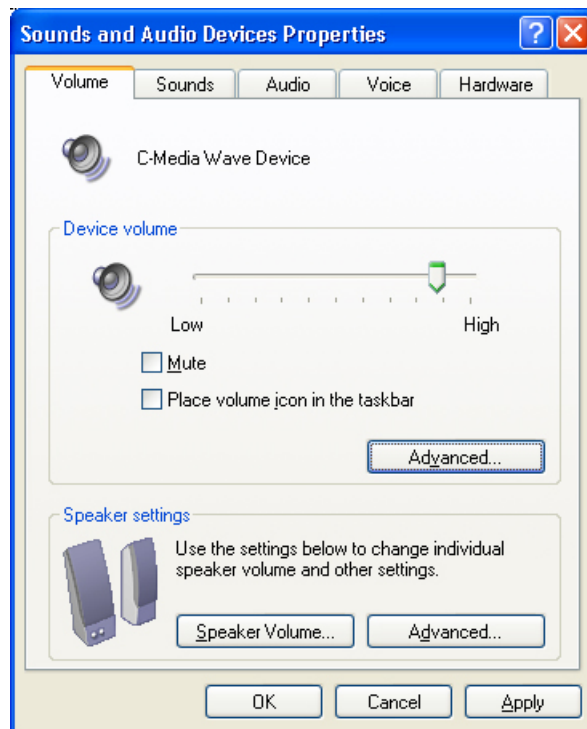 Sounds and Audio Devices Properties
Volume Sounds Audio Voice Hardware
C-Media Wave Device
Device volume
Low High
Mute
Place volume icon in the taskbar
Advanced...
Speaker settings
Use the settings below to change individual
speaker volume and other settings.
Speaker Volume... Advanced...
OK Cancel Apply